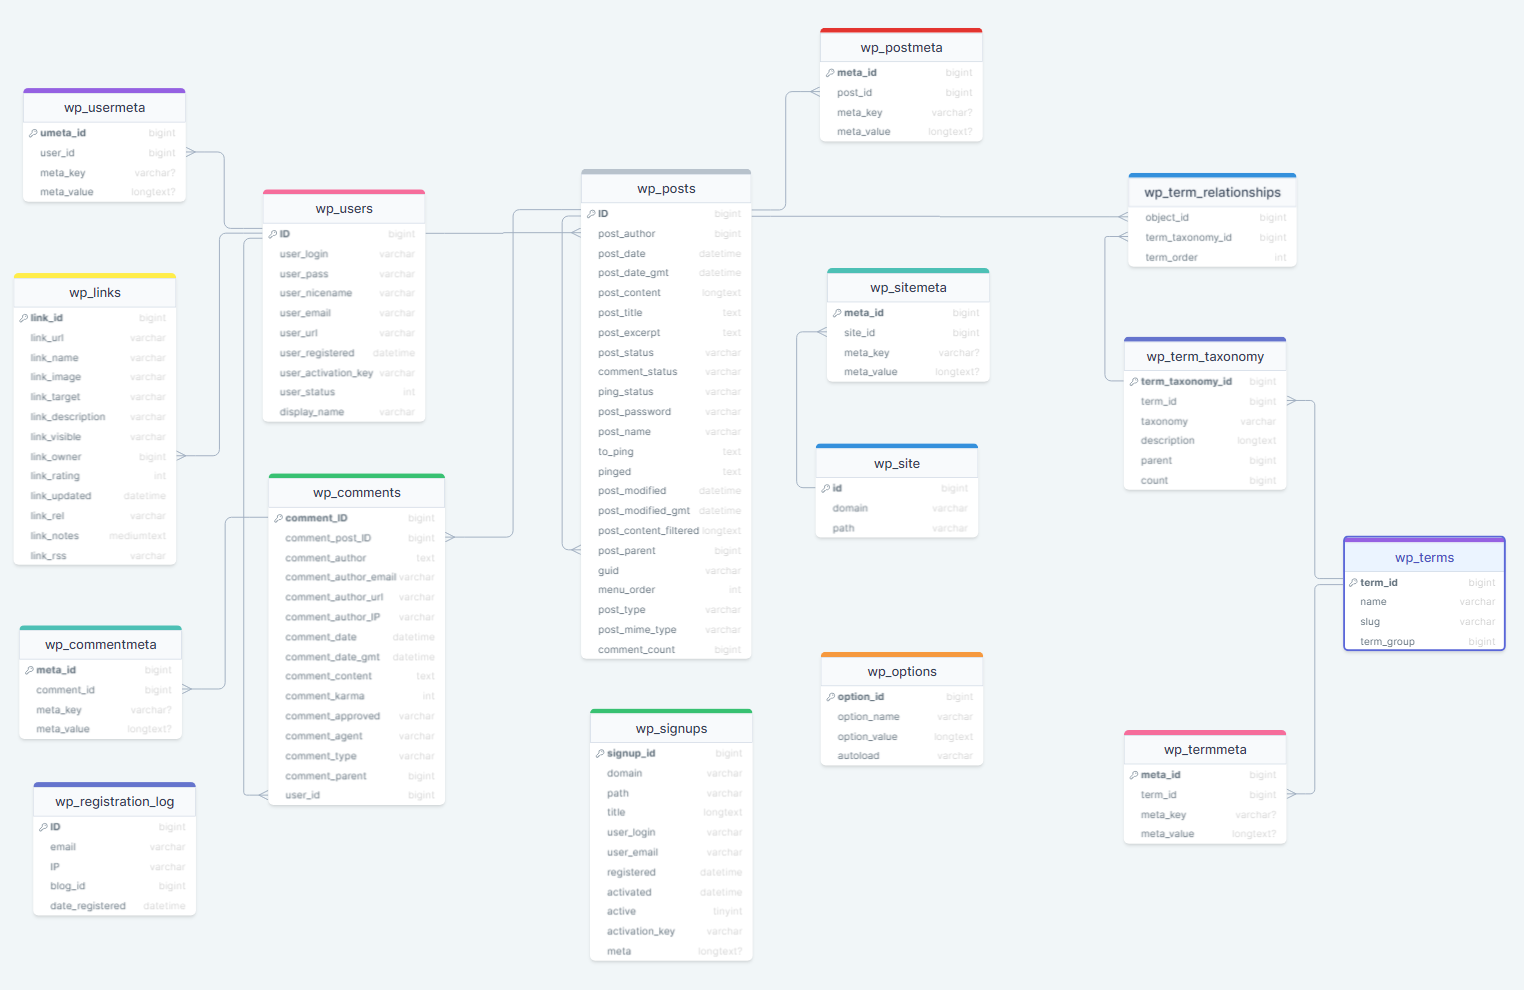 wp_postmeta
meta_id bigint
post_id bigint
meta_key varchar?
meta_value longtext?
wp_usermeta
umeta_id bigint
user_id bigint
meta_key varchar?
meta_value longtext?
wp_users
ID bigint
user_login varchar
user_pass varchar
user_nicename varchar
user_email varchar
user_url varchar
user_registered datetime
user_activation_key varchar
user_status int
display_name varchar
wp_posts
ID bigint
post_author bigint
post_date datetime
post_date_gmt datetime
post_content longtext
post_title text
post_excerpt text
post_status varchar
comment_status varchar
ping_status varchar
post_password varchar
post_name varchar
to_ping text
pinged text
post_modified datetime
post_modified_gmt datetime
post_content_filtered longtext
post_parent bigint
guid varchar
menu_order int
post_type varchar
post_mime_type varchar
comment_count bigint
wp_term_relationships
object_id bigint
term_taxonomy_id bigint
term_order int
wp_links
link_id bigint
link_url varchar
link_name varchar
link_image varchar
link_target varchar
link_description varchar
link_visible varchar
link_owner bigint
link_rating int
link_updated datetime
link_rel varchar
link_notes mediumtext
link_rss varchar
wp_sitemeta
meta_id bigint
site_id bigint
meta_key varchar?
meta_value longtext?
wp_term_taxonomy
term_taxonomy_id bigint
term_id bigint
taxonomy varchar
description longtext
parent bigint
count bigint
wp_site
id bigint
domain varchar
path varchar
wp_comments
comment_ID bigint
comment_post_ID bigint
comment_author text
comment_author_email varchar
comment_author_url varchar
comment_author_IP varchar
comment_date datetime
comment_date_gmt datetime
comment_content text
comment_karma int
comment_approved varchar
comment_agent varchar
comment_type varchar
comment_parent bigint
user_id bigint
wp_terms
term_id bigint
name varchar
slug varchar
term_group bigint
wp_commentmeta
meta_id bigint
comment_id bigint
meta_key varchar?
meta_value longtext?
wp_options
option_id bigint
option_name varchar
option_value longtext
autoload varchar
wp_signups
signup_id bigint
domain varchar
path varchar
title longtext
user_login varchar
user_email varchar
registered datetime
activated datetime
active tinyint
activation_key varchar
meta longtext?
wp_termmeta
meta_id bigint
term_id bigint
meta_key varchar?
meta_value longtext?
wp_registration_log
ID bigint
email varchar
IP varchar
blog_id bigint
date_registered datetime